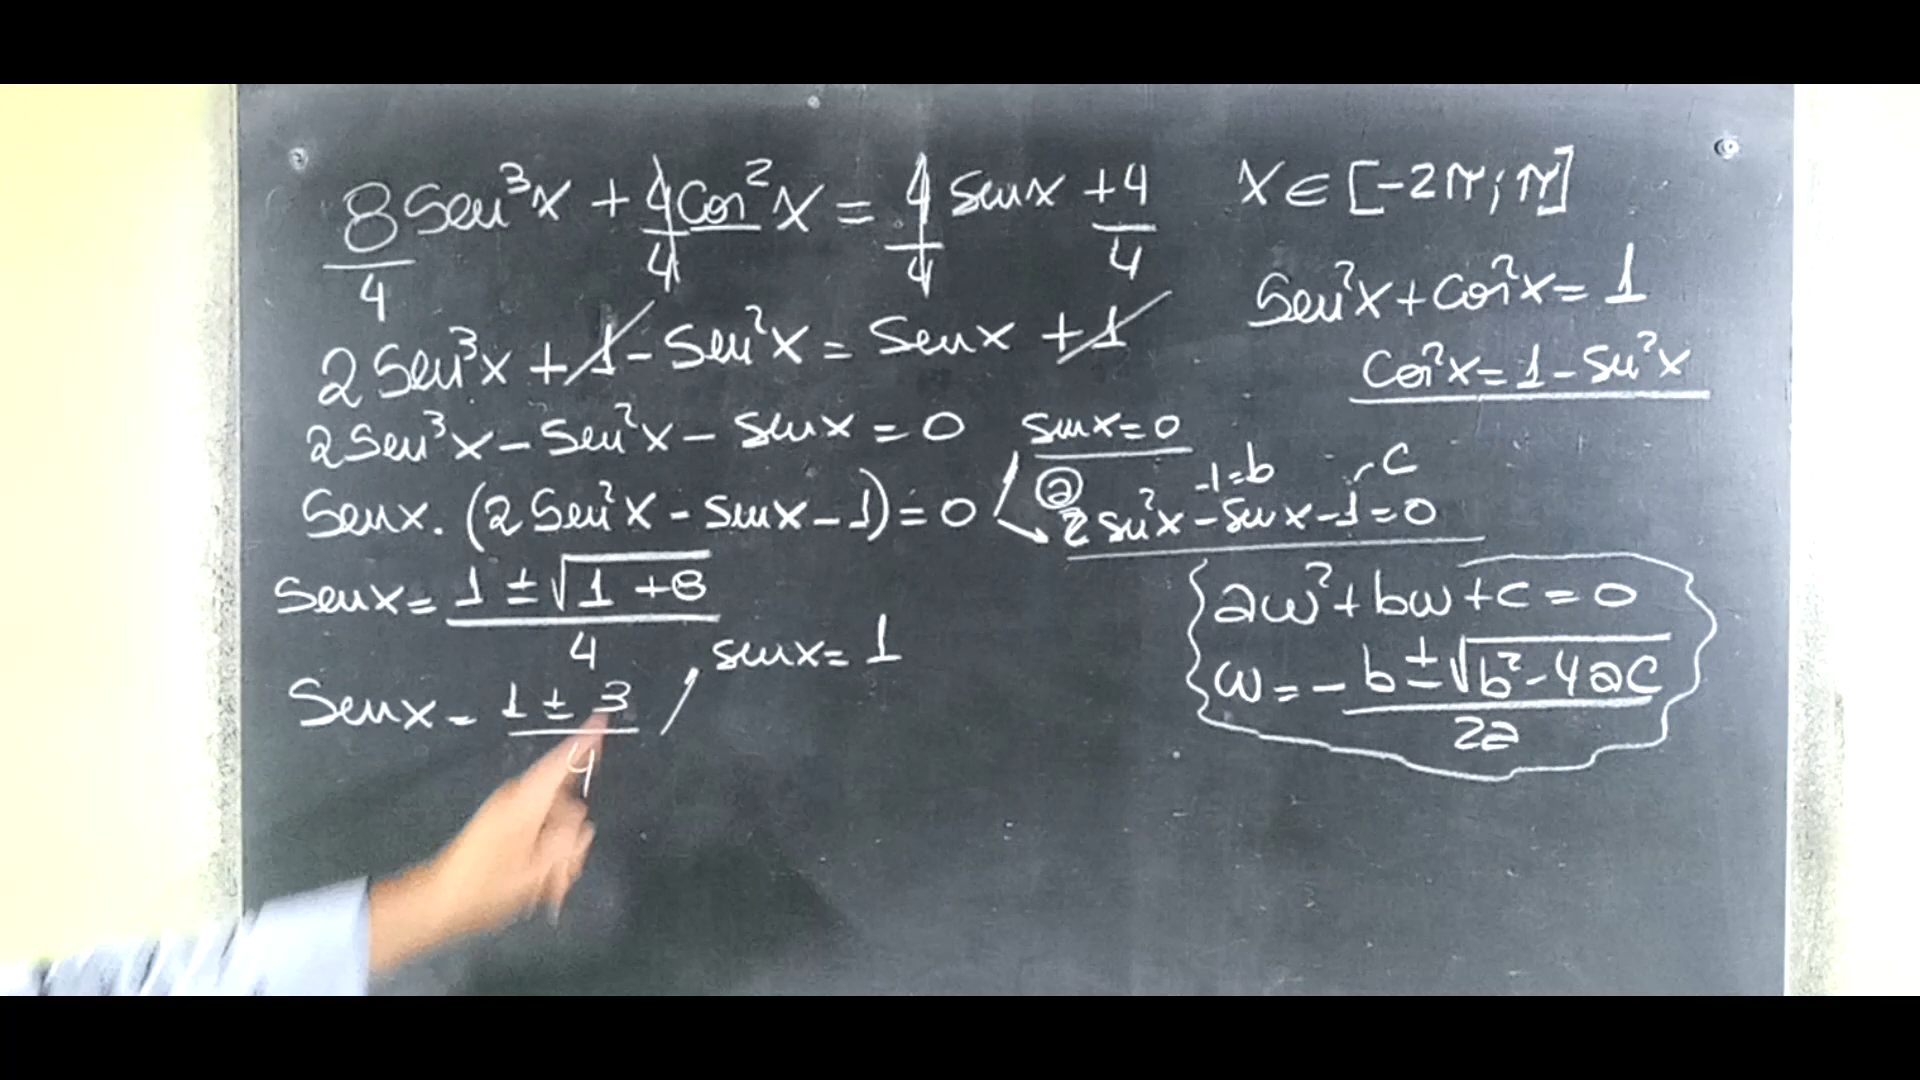 8 Sen³x + 4 cos²x = 4 senx + 4    x ∈ [-2π; π]
4    4    4    4
Sen²x + cos²x = 1
2 Sen³x + 1 - Sen²x = Senx + 1
cos²x = 1 - Sen²x
2 Sen³x - Sen²x - senx = 0
senx = 0
a    -1=b    c
Senx. (2 Sen²x - senx - 1) = 0
2 sen²x - senx - 1 = 0
Senx = 1 ± √1 + 8
4
aw² + bw + c = 0
w = - b ± √b² - 4ac
2a
Senx = 1 ± 3    senx = 1
4